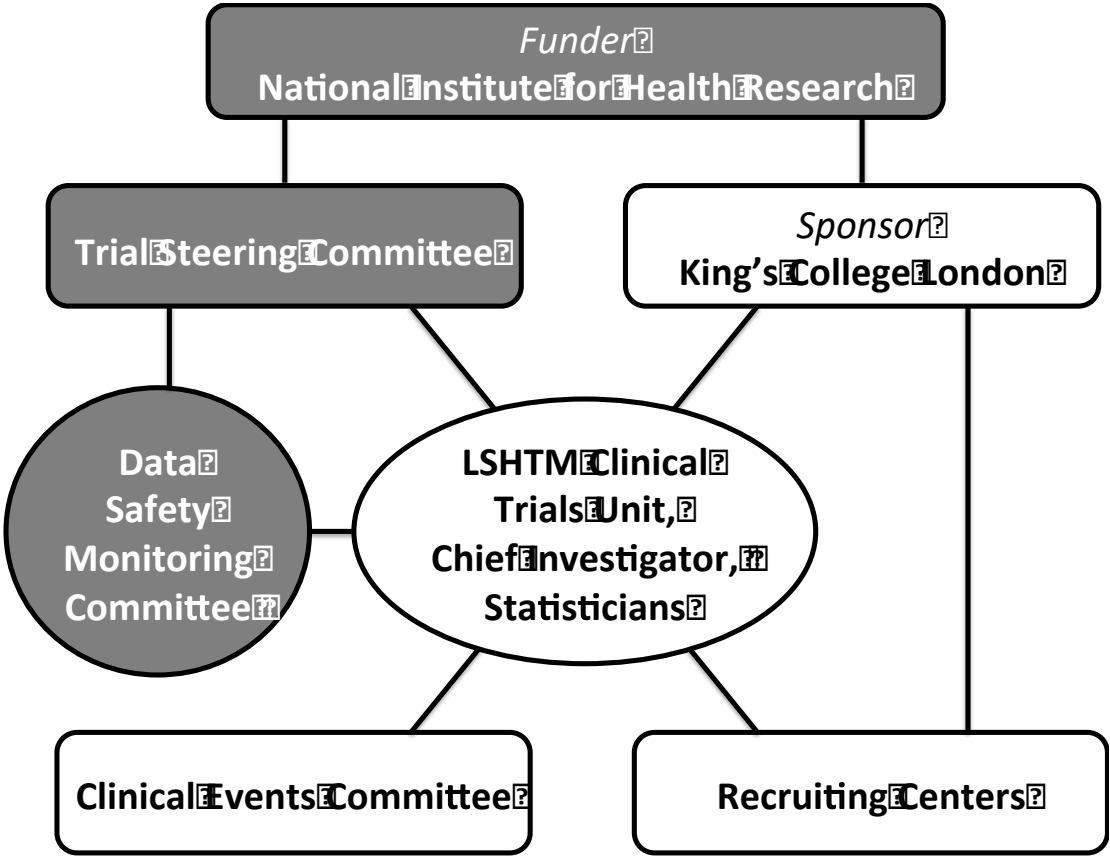 Funder
National Institute for Health Research
Trial Steering Committee
Sponsor
King's College London
Data
Safety
Monitoring
Committee
LSHTM Clinical
Trials Unit,
Chief Investigator,
Statisticians
Clinical Events Committee
Recruiting Centers